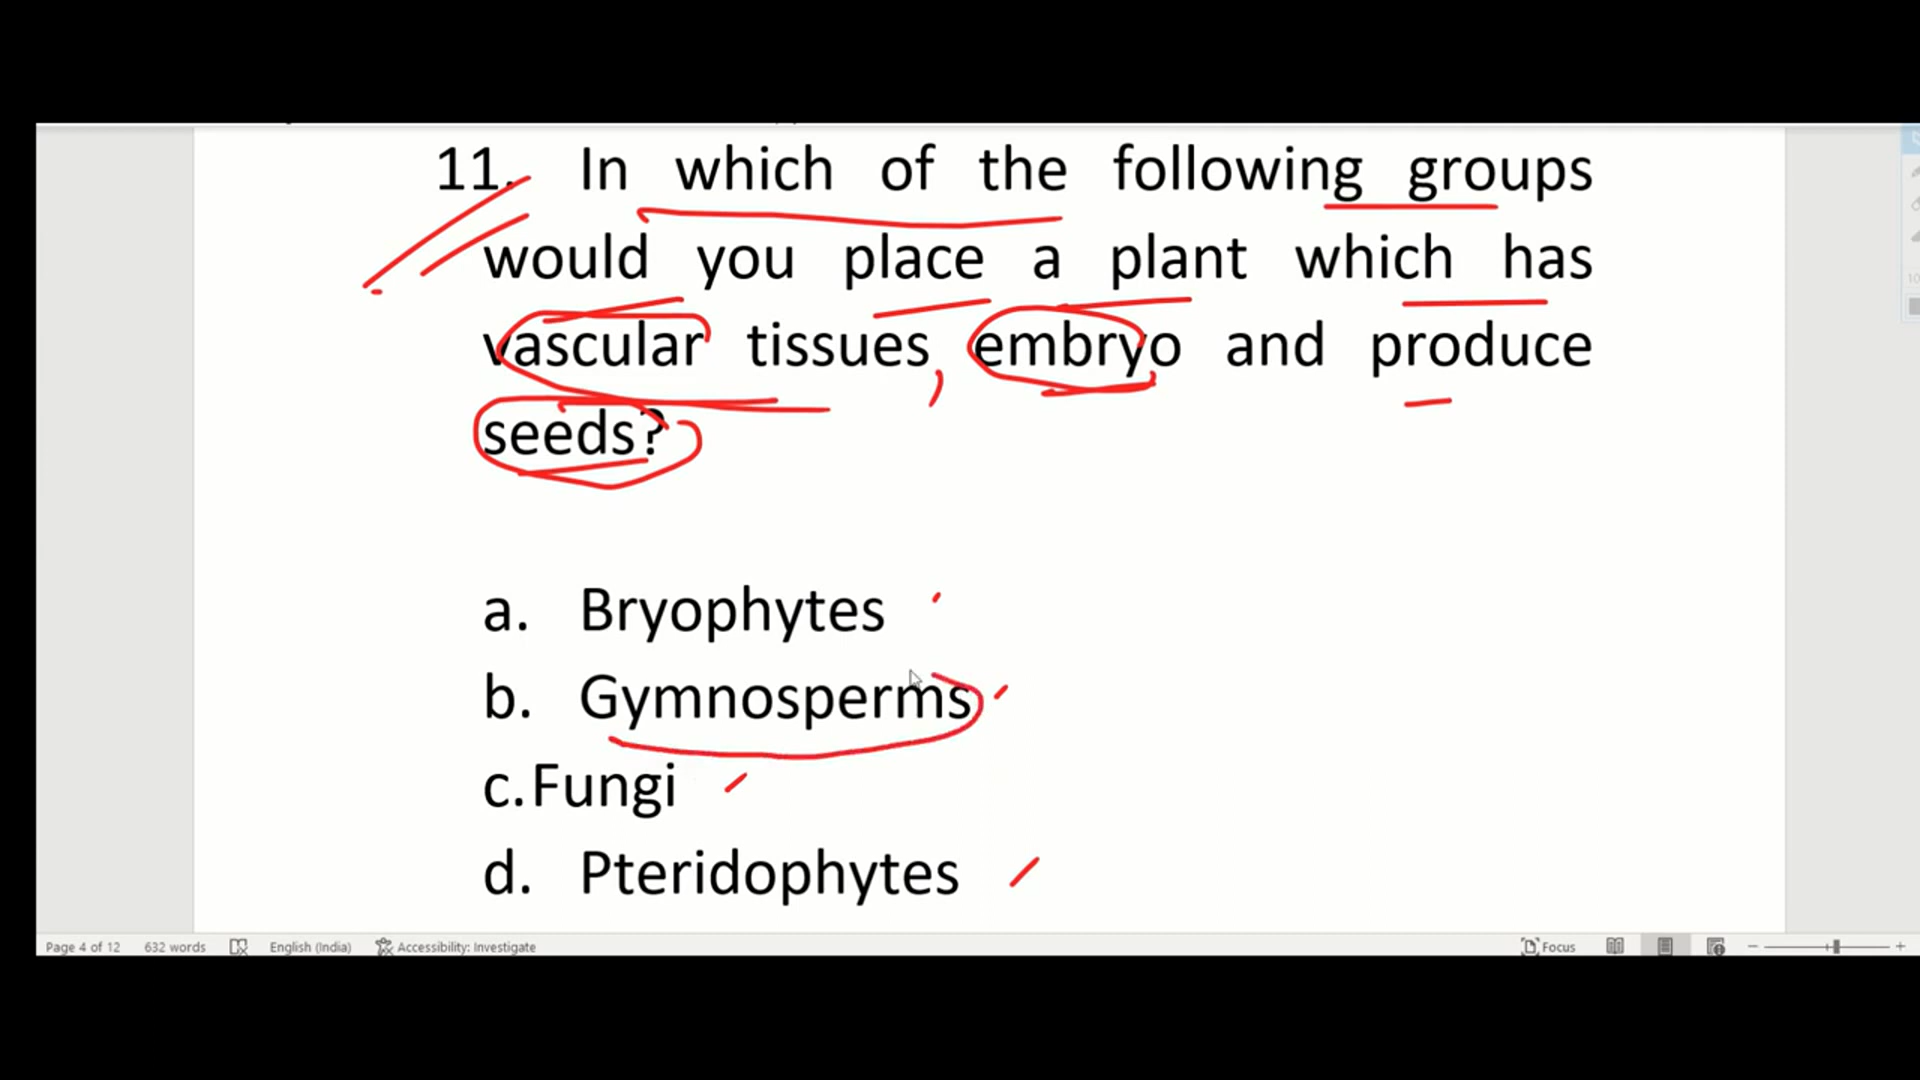 11. In which of the following groups
would you place a plant which has
vascular tissues, embryo and produce
seeds?
a. Bryophytes
b. Gymnosperms
c. Fungi
d. Pteridophytes
Page 4 of 12 632 words English (India) Accessibility: Investigate Focus